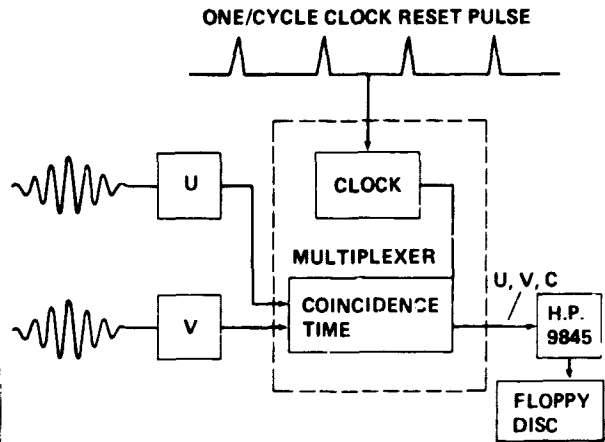 ONE/CYCLE CLOCK RESET PULSE
U
CLOCK
MULTIPLEXER
COINCIDENCE
TIME
V
U, V, C
H.P.
9845
FLOPPY
DISC